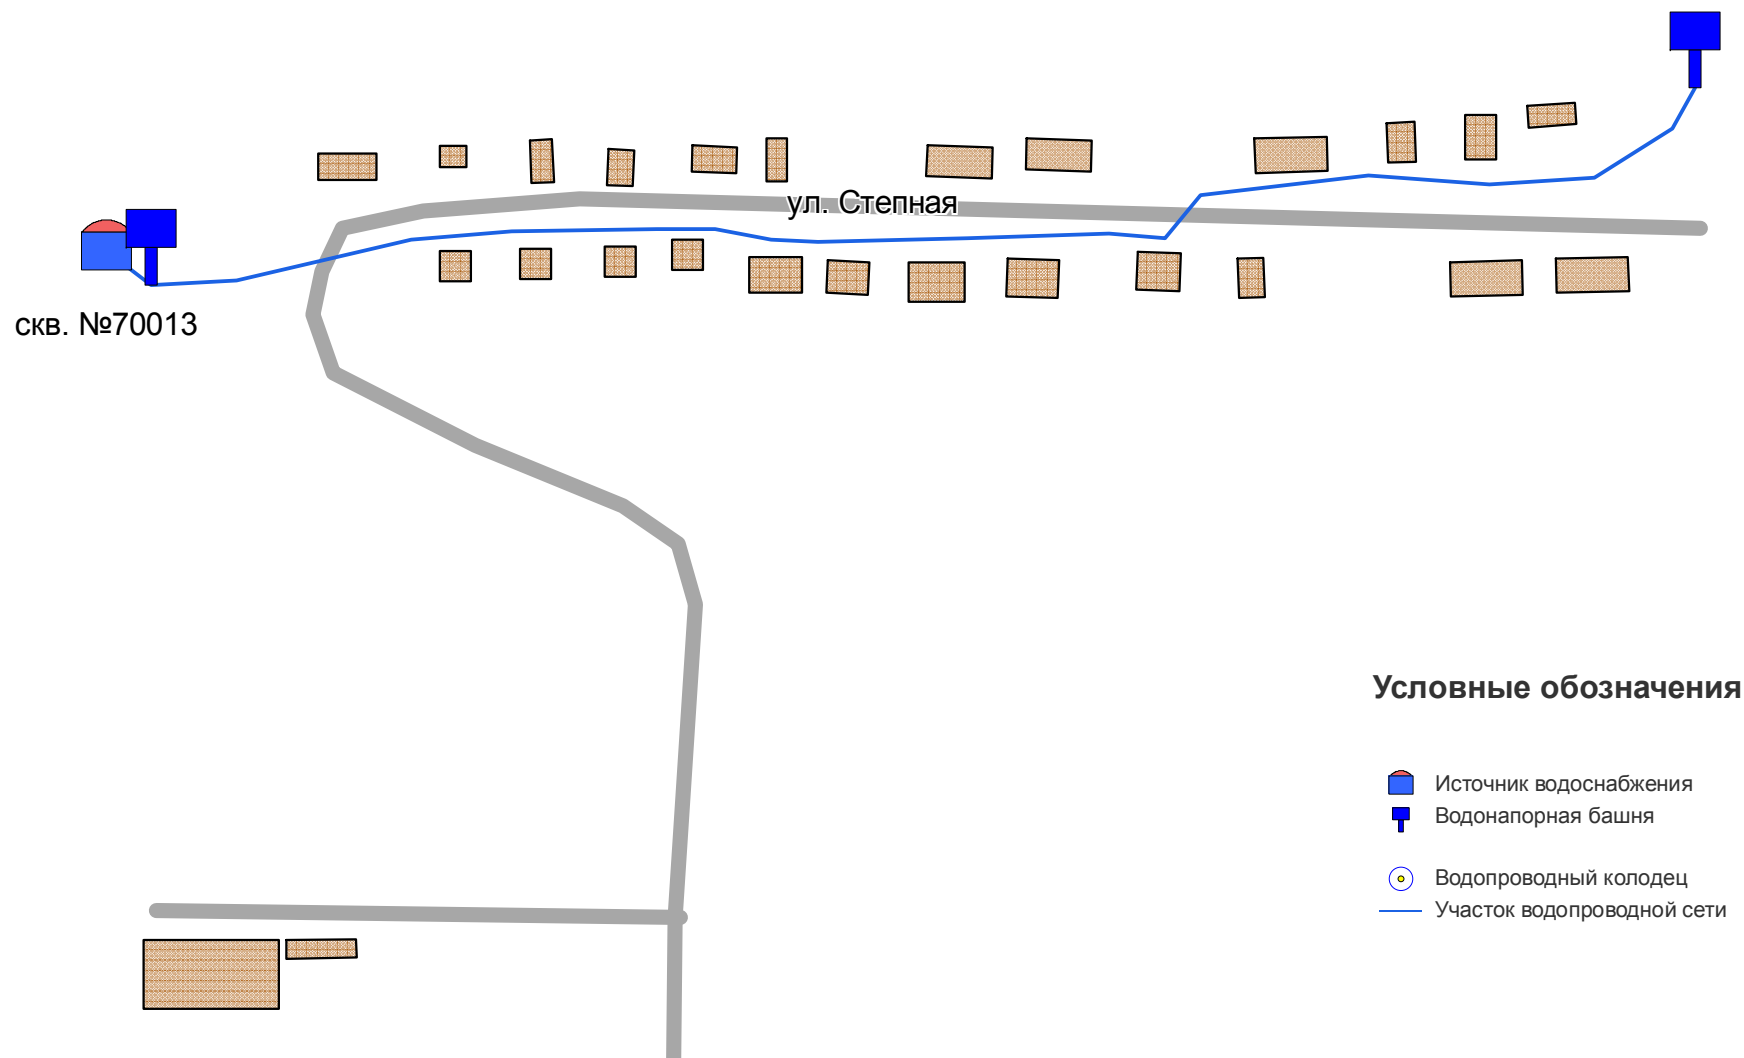 ул. Степная
скв. №70013
Условные обозначения
Источник водоснабжения
Водонапорная башня
Водопроводный колодец
Участок водопроводной сети